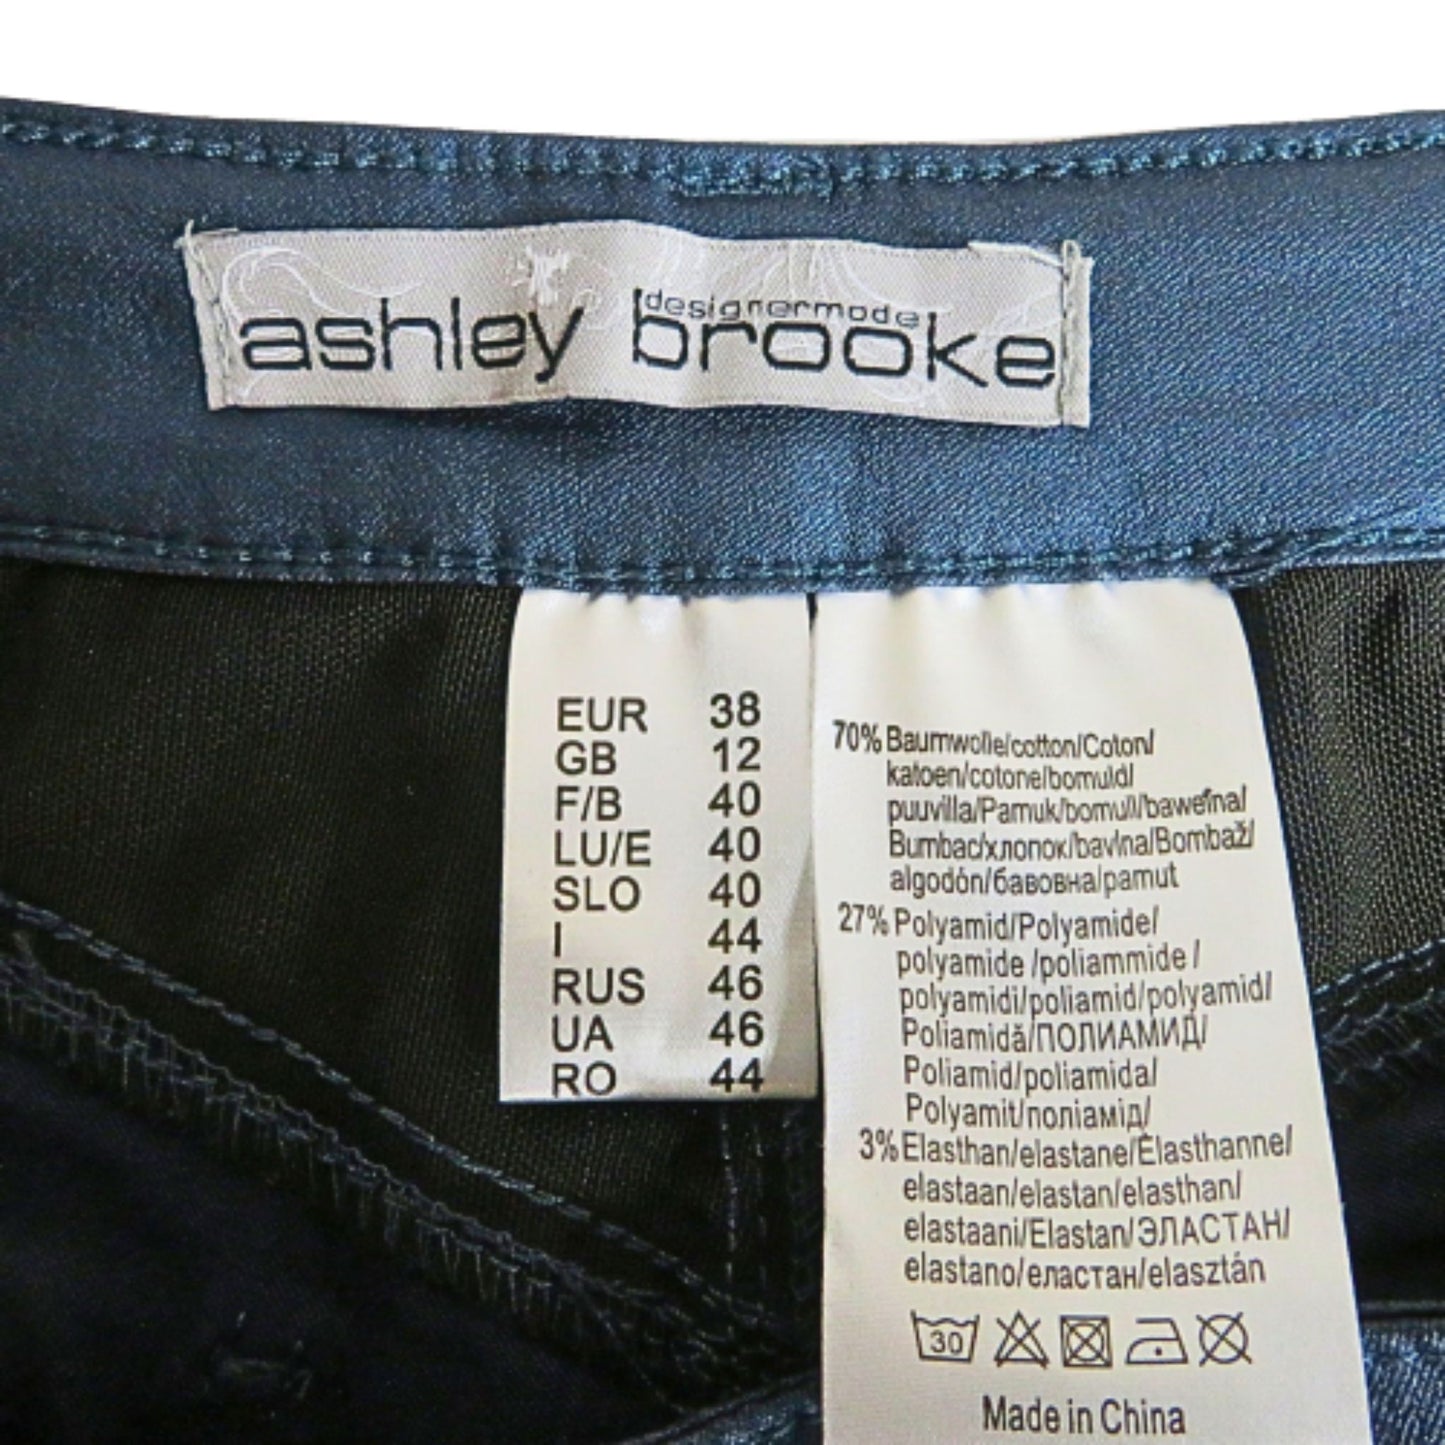 designermode
ashley brooke
EUR 38
GB 12
F/B 40
LU/E 40
SLO 40
I 44
RUS 46
UA 46
RO 44
70% Baumwolle/cotton/Coton/
katoen/cotone/bomuld/
puuvilla/Pamuk/bomull/bawełna/
Bumbac/хлопок/bavlna/Bombaž/
algodón/бавовна/pamut
27% Polyamid/Polyamide/
polyamide /poliammide /
polyamidi/poliamid/polyamid/
Poliamidă/ПОЛИАМИД/
Poliamid/poliamida/
Polyamit/поліамід/
3% Elasthan/elastane/Élasthanne/
elastaan/elastan/elasthan/
elastaani/Elastan/ЭЛАСТАН/
elastano/еластан/elasztán
30
Made in China